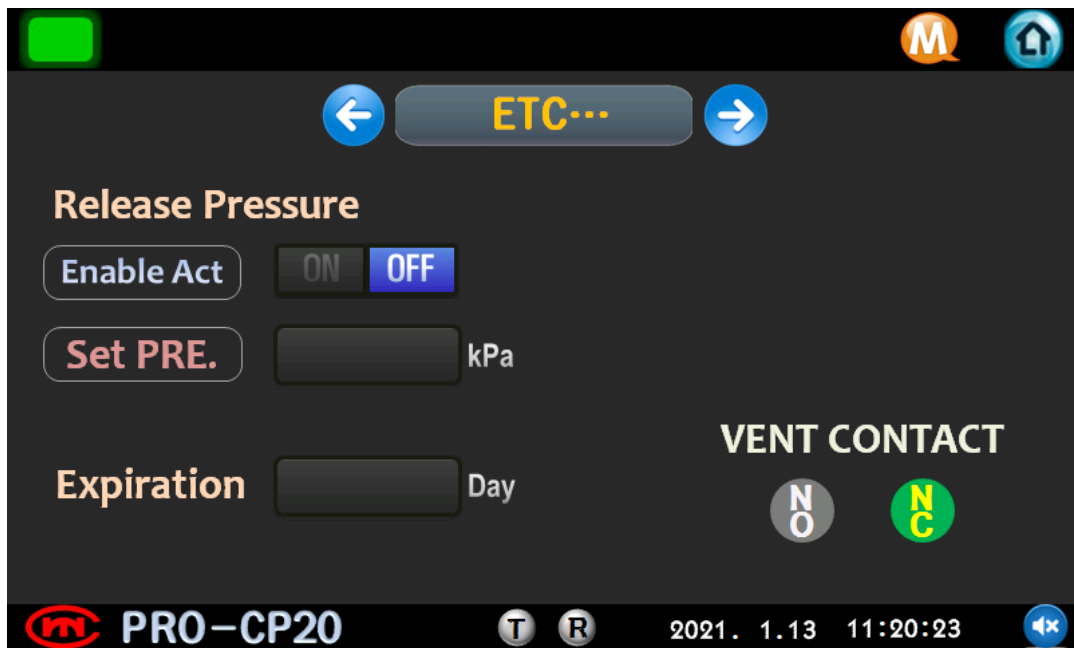 M
ETC···
Release Pressure
Enable Act ON OFF
Set PRE. kPa
VENT CONTACT
Expiration Day
NO NC
PRO-CP20 T R 2021. 1.13 11:20:23